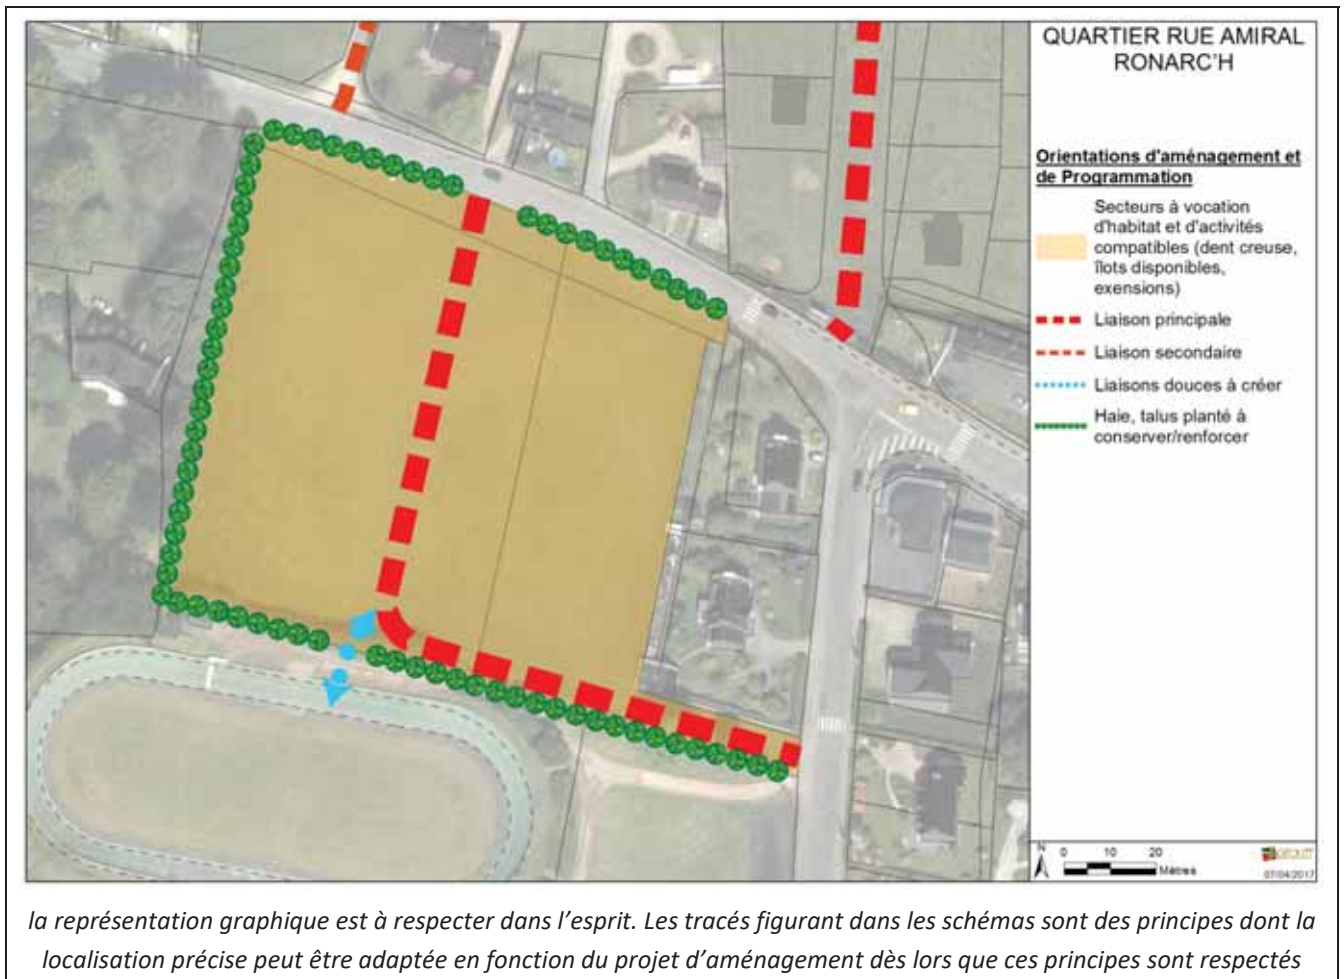 QUARTIER RUE AMIRAL
RONARC'H
Orientations d'aménagement et
de Programmation
Secteurs à vocation
d'habitat et d'activités
compatibles (dent creuse,
îlots disponibles,
exensions)
Liaison principale
Liaison secondaire
Liaisons douces à créer
Haie, talus planté à
conserver/renforcer
N 0 10 20
Mètres
07/04/2017
la représentation graphique est à respecter dans l’esprit. Les tracés figurant dans les schémas sont des principes dont la
localisation précise peut être adaptée en fonction du projet d’aménagement dès lors que ces principes sont respectés